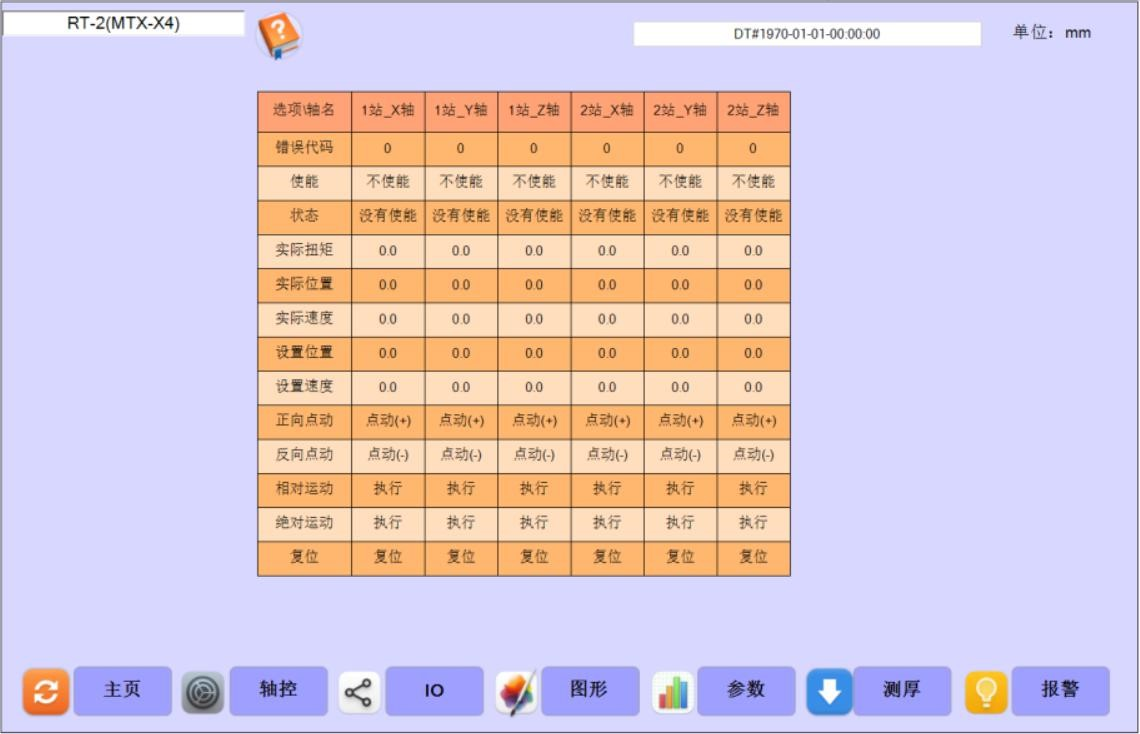 RT-2(MTX-X4)
?
DT#1970-01-01-00:00:00
单位：mm
选项\轴名 1站_X轴 1站_Y轴 1站_Z轴 2站_X轴 2站_Y轴 2站_Z轴
错误代码 0 0 0 0 0 0
使能 不使能 不使能 不使能 不使能 不使能 不使能
状态 没有使能 没有使能 没有使能 没有使能 没有使能 没有使能
实际扭矩 0.0 0.0 0.0 0.0 0.0 0.0
实际位置 0.0 0.0 0.0 0.0 0.0 0.0
实际速度 0.0 0.0 0.0 0.0 0.0 0.0
设置位置 0.0 0.0 0.0 0.0 0.0 0.0
设置速度 0.0 0.0 0.0 0.0 0.0 0.0
正向点动 点动(+) 点动(+) 点动(+) 点动(+) 点动(+) 点动(+)
反向点动 点动(-) 点动(-) 点动(-) 点动(-) 点动(-) 点动(-)
相对运动 执行 执行 执行 执行 执行 执行
绝对运动 执行 执行 执行 执行 执行 执行
复位 复位 复位 复位 复位 复位 复位
主页 轴控 IO 图形 参数 测厚 报警